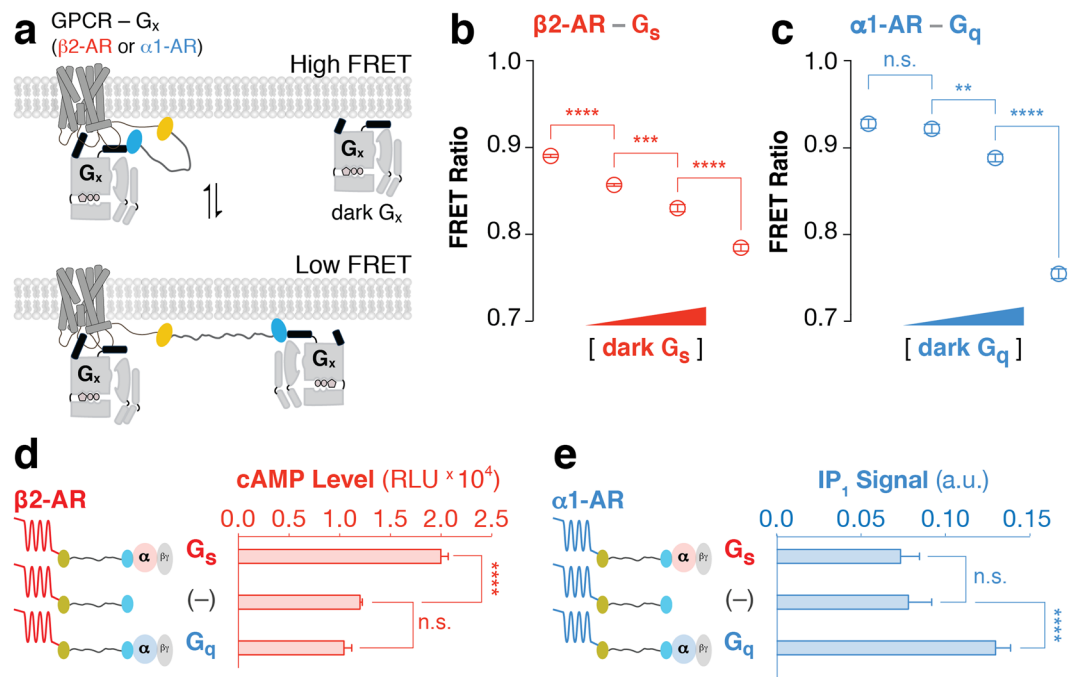 a
GPCR – Gx
(β2-AR or α1-AR)
High FRET
Gx
Gx
dark Gx
Low FRET
Gx
Gx
b
β2-AR – Gs
FRET Ratio
1.0
0.9
0.8
0.7
****
***
****
[ dark Gs ]
c
α1-AR – Gq
FRET Ratio
1.0
0.9
0.8
0.7
n.s.
**
****
[ dark Gq ]
d
cAMP Level (RLU x 10^4)
β2-AR
0.0 0.5 1.0 1.5 2.0 2.5
α βγ Gs
(–)
α βγ Gq
****
n.s.
e
IP1 Signal (a.u.)
α1-AR
0.00 0.05 0.10 0.15
α βγ Gs
(–)
α βγ Gq
n.s.
****